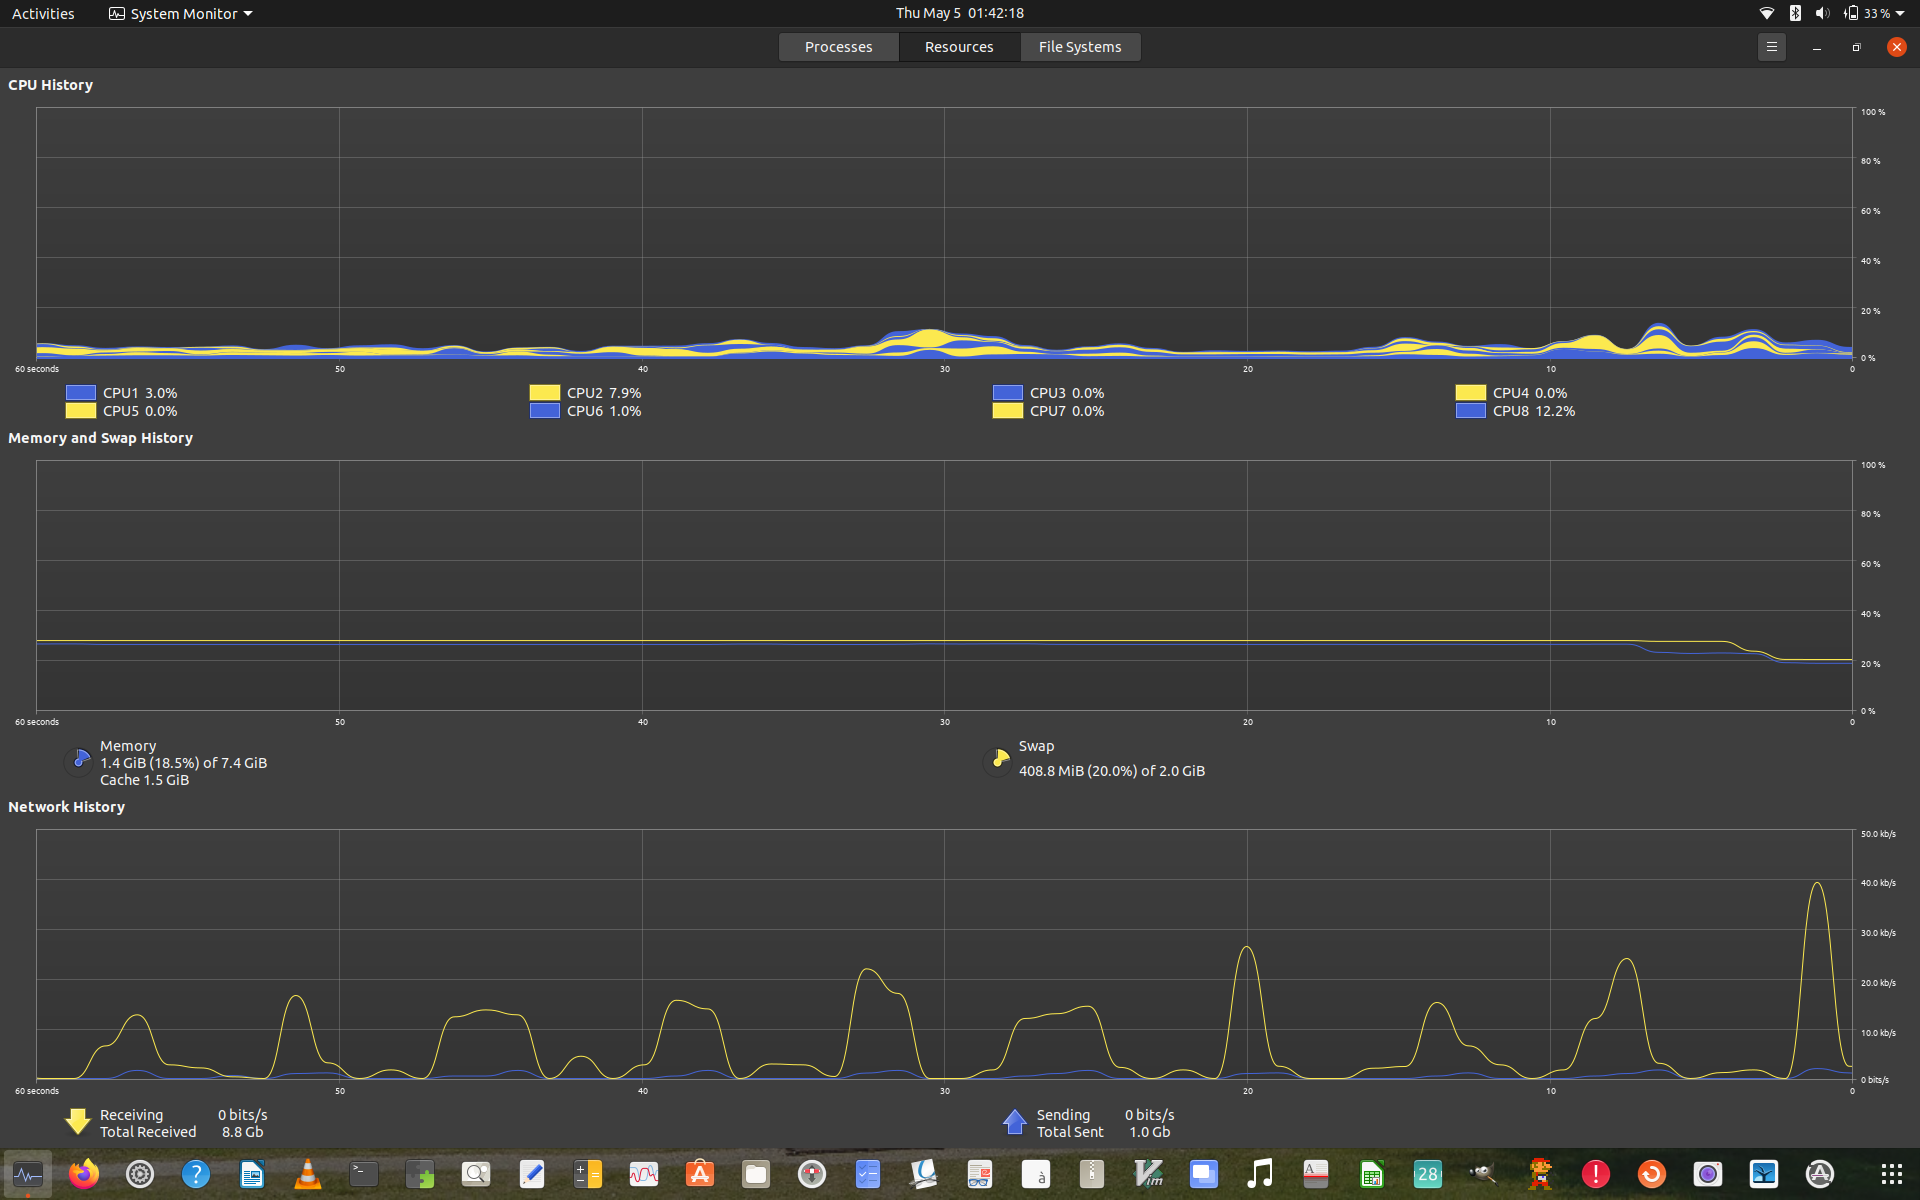 Activities System Monitor Thu May 5 01:42:18 33 %
Processes Resources File Systems
CPU History
100 %
80 %
60 %
40 %
20 %
0 %
60 seconds 50 40 30 20 10 0
CPU1 3.0% CPU2 7.9% CPU3 0.0% CPU4 0.0%
CPU5 0.0% CPU6 1.0% CPU7 0.0% CPU8 12.2%
Memory and Swap History
100 %
80 %
60 %
40 %
20 %
0 %
60 seconds 50 40 30 20 10 0
Memory
1.4 GiB (18.5%) of 7.4 GiB
Cache 1.5 GiB
Swap
408.8 MiB (20.0%) of 2.0 GiB
Network History
50.0 kb/s
40.0 kb/s
30.0 kb/s
20.0 kb/s
10.0 kb/s
0 bits/s
60 seconds 50 40 30 20 10 0
Receiving 0 bits/s
Total Received 8.8 Gb
Sending 0 bits/s
Total Sent 1.0 Gb
? >_ A à Vim A 28 !